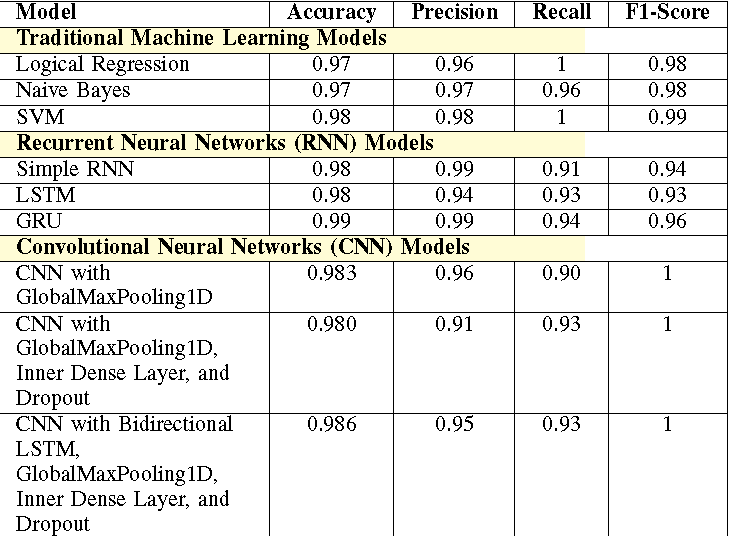 Model Accuracy Precision Recall F1-Score
Traditional Machine Learning Models
Logical Regression 0.97 0.96 1 0.98
Naive Bayes 0.97 0.97 0.96 0.98
SVM 0.98 0.98 1 0.99
Recurrent Neural Networks (RNN) Models
Simple RNN 0.98 0.99 0.91 0.94
LSTM 0.98 0.94 0.93 0.93
GRU 0.99 0.99 0.94 0.96
Convolutional Neural Networks (CNN) Models
CNN with 0.983 0.96 0.90 1
GlobalMaxPooling1D
CNN with 0.980 0.91 0.93 1
GlobalMaxPooling1D,
Inner Dense Layer, and
Dropout
CNN with Bidirectional 0.986 0.95 0.93 1
LSTM,
GlobalMaxPooling1D,
Inner Dense Layer, and
Dropout